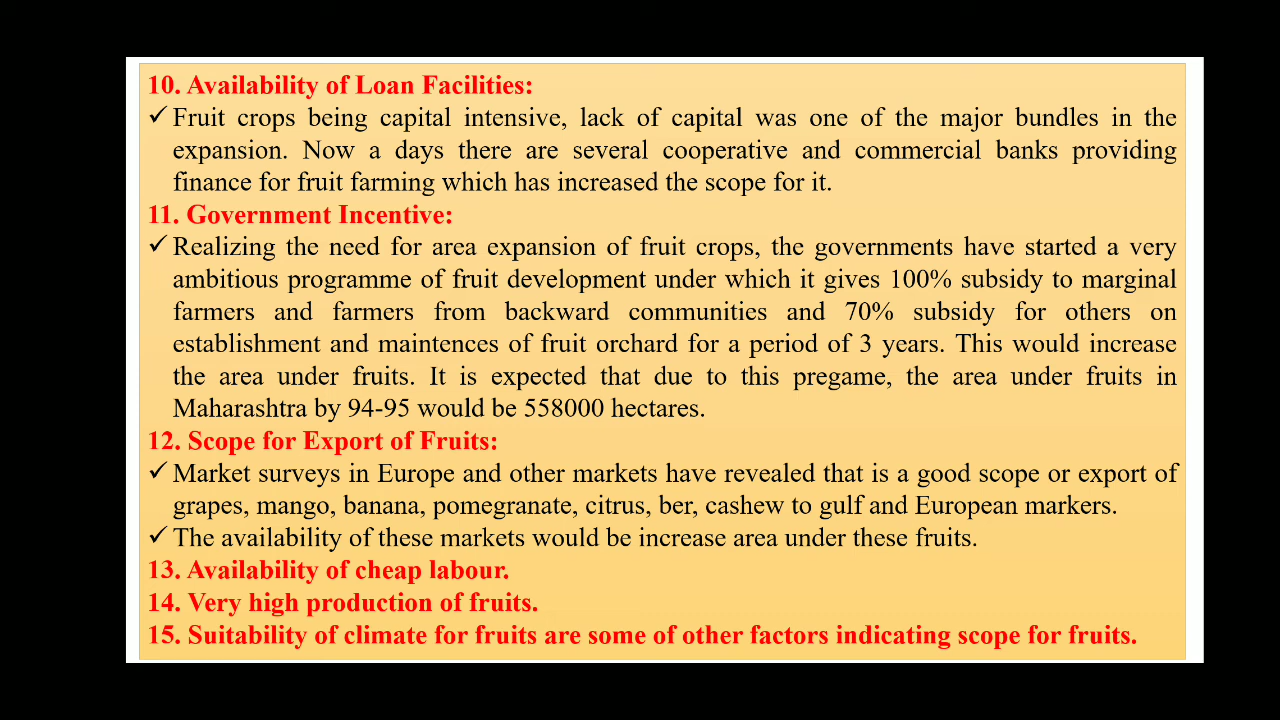 10. Availability of Loan Facilities:
✓ Fruit crops being capital intensive, lack of capital was one of the major bundles in the
expansion. Now a days there are several cooperative and commercial banks providing
finance for fruit farming which has increased the scope for it.
11. Government Incentive:
✓ Realizing the need for area expansion of fruit crops, the governments have started a very
ambitious programme of fruit development under which it gives 100% subsidy to marginal
farmers and farmers from backward communities and 70% subsidy for others on
establishment and maintences of fruit orchard for a period of 3 years. This would increase
the area under fruits. It is expected that due to this pregame, the area under fruits in
Maharashtra by 94-95 would be 558000 hectares.
12. Scope for Export of Fruits:
✓ Market surveys in Europe and other markets have revealed that is a good scope or export of
grapes, mango, banana, pomegranate, citrus, ber, cashew to gulf and European markers.
✓ The availability of these markets would be increase area under these fruits.
13. Availability of cheap labour.
14. Very high production of fruits.
15. Suitability of climate for fruits are some of other factors indicating scope for fruits.